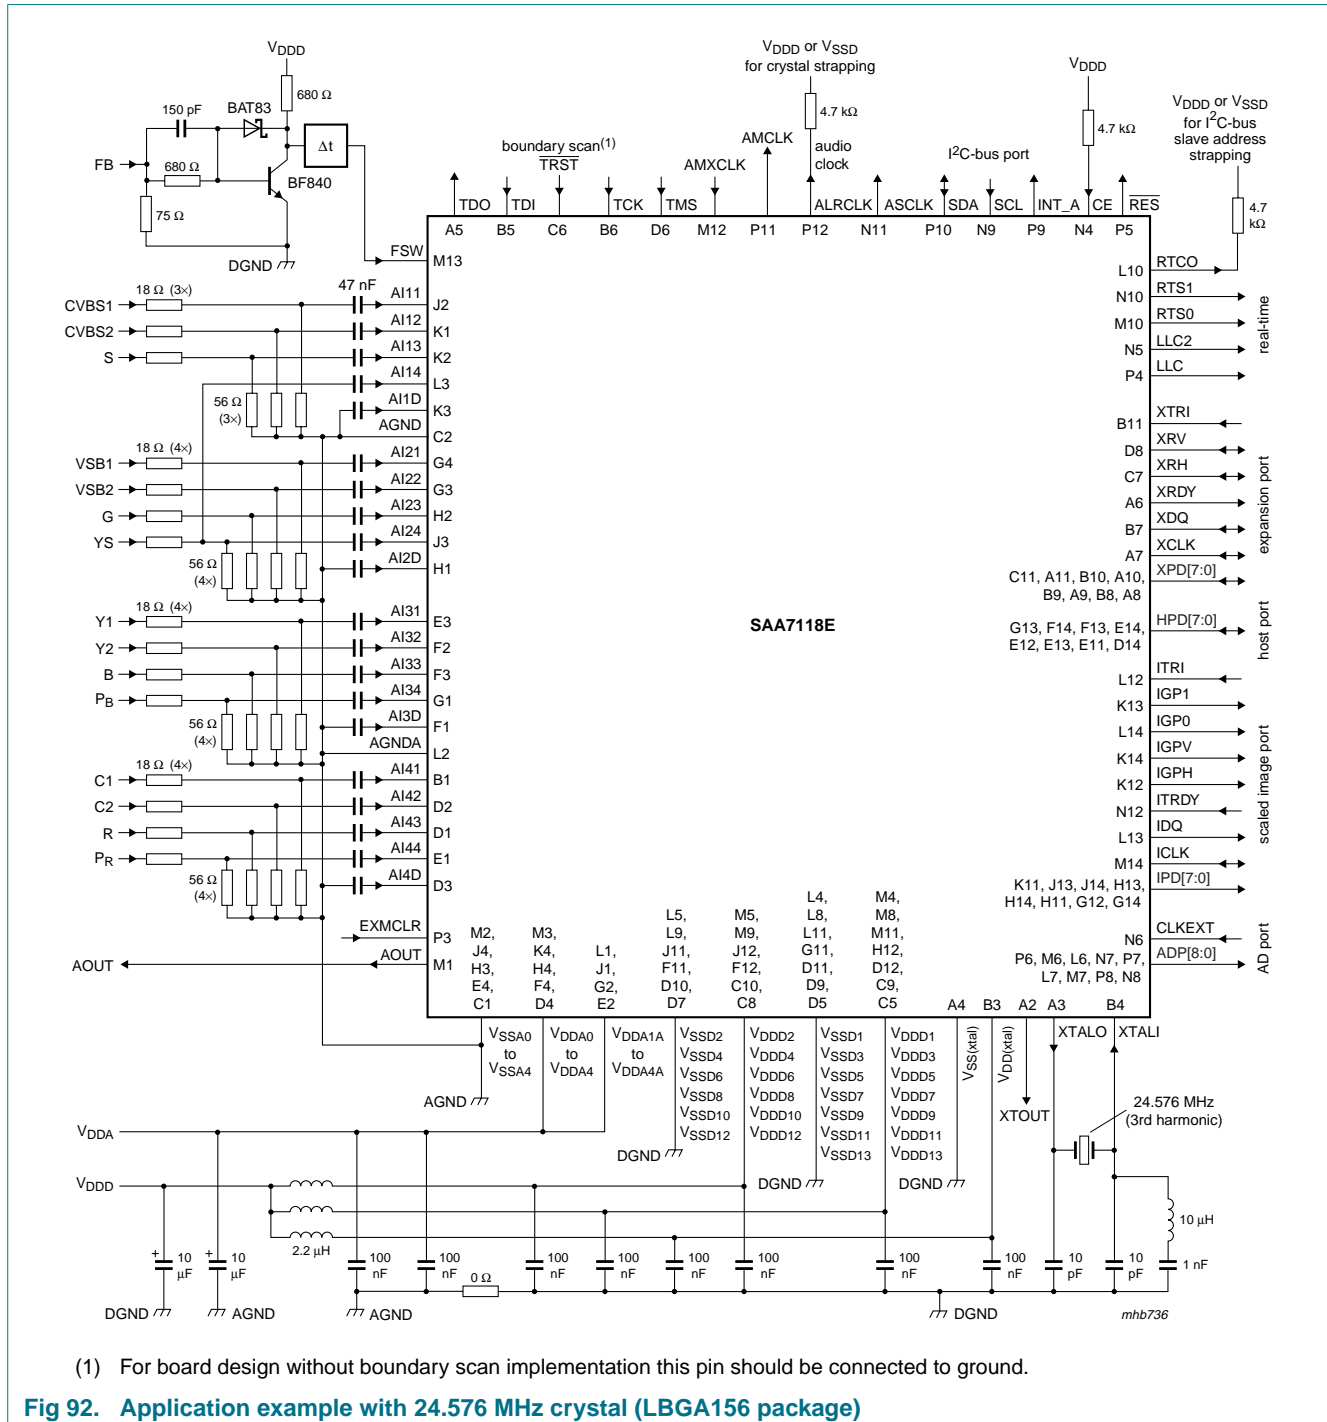 VDDD
680 Ω
150 pF
BAT83
Δt
FB
680 Ω
BF840
75 Ω
DGND
VDDD or VSSD
for crystal strapping
4.7 kΩ
boundary scan(1)
TRST
AMXCLK
AMCLK
audio
clock
I2C-bus port
VDDD
4.7 kΩ
VDDD or VSSD
for I2C-bus
slave address
strapping
4.7
kΩ
TDO
TDI
TCK
TMS
ALRCLK
ASCLK
SDA
SCL
INT_A
CE
RES
A5
B5
C6
B6
D6
M12
P11
P12
N11
P10
N9
P9
N4
P5
FSW
M13
18 Ω (3×)
47 nF
CVBS1
AI11
J2
CVBS2
AI12
K1
S
AI13
K2
AI14
L3
56 Ω
(3×)
AI1D
K3
AGND
C2
18 Ω (4×)
VSB1
AI21
G4
VSB2
AI22
G3
G
AI23
H2
YS
AI24
J3
56 Ω
(4×)
AI2D
H1
18 Ω (4×)
Y1
AI31
E3
Y2
AI32
F2
B
AI33
F3
PB
AI34
G1
56 Ω
(4×)
AI3D
F1
AGNDA
L2
18 Ω (4×)
C1
AI41
B1
C2
AI42
D2
R
AI43
D1
PR
AI44
E1
56 Ω
(4×)
AI4D
D3
EXMCLR
P3
AOUT
AOUT
M1
SAA7118E
L10
RTCO
N10
RTS1
M10
RTS0
N5
LLC2
P4
LLC
real-time
B11
XTRI
D8
XRV
C7
XRH
A6
XRDY
B7
XDQ
A7
XCLK
C11, A11, B10, A10,
B9, A9, B8, A8
XPD[7:0]
expansion port
G13, F14, F13, E14,
E12, E13, E11, D14
HPD[7:0]
host port
L12
ITRI
K13
IGP1
L14
IGP0
K14
IGPV
K12
IGPH
N12
ITRDY
L13
IDQ
M14
ICLK
K11, J13, J14, H13,
H14, H11, G12, G14
IPD[7:0]
scaled image port
N6
CLKEXT
P6, M6, L6, N7, P7,
L7, M7, P8, N8
ADP[8:0]
AD port
M2,
J4,
H3,
E4,
C1
M3,
K4,
H4,
F4,
D4
L1,
J1,
G2,
E2
L5,
L9,
J11,
F11,
D10,
D7
M5,
M9,
J12,
F12,
C10,
C8
L4,
L8,
L11,
G11,
D11,
D9,
D5
M4,
M8,
M11,
H12,
D12,
C9,
C5
A4
B3
A2
A3
B4
VSSA0
to
VSSA4
VDDA0
to
VDDA4
VDDA1A
to
VDDA4A
VSSD2
VSSD4
VSSD6
VSSD8
VSSD10
VSSD12
VDDD2
VDDD4
VDDD6
VDDD8
VDDD10
VDDD12
VSSD1
VSSD3
VSSD5
VSSD7
VSSD9
VSSD11
VSSD13
VDDD1
VDDD3
VDDD5
VDDD7
VDDD9
VDDD11
VDDD13
VSS(xtal)
VDD(xtal)
XTOUT
XTALO
XTALI
AGND
DGND
DGND
DGND
24.576 MHz
(3rd harmonic)
VDDA
VDDD
2.2 μH
10 μH
+
10
μF
+
10
μF
100
nF
100
nF
100
nF
100
nF
100
nF
100
nF
100
nF
100
nF
10
pF
10
pF
1 nF
0 Ω
DGND
AGND
AGND
DGND
mhb736
(1) For board design without boundary scan implementation this pin should be connected to ground.
Fig 92. Application example with 24.576 MHz crystal (LBGA156 package)